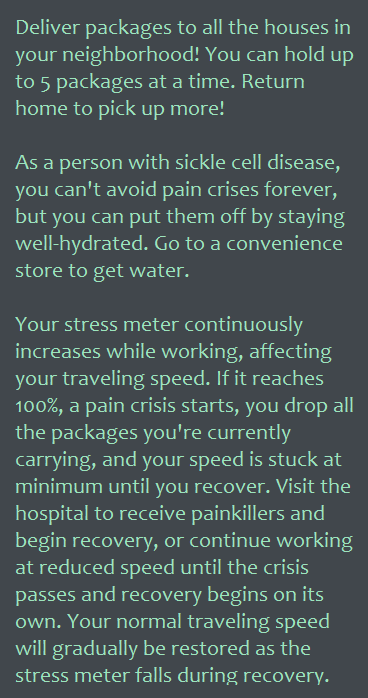 Deliver packages to all the houses in
your neighborhood! You can hold up
to 5 packages at a time. Return
home to pick up more!
As a person with sickle cell disease,
you can't avoid pain crises forever,
but you can put them off by staying
well-hydrated. Go to a convenience
store to get water.
Your stress meter continuously
increases while working, affecting
your traveling speed. If it reaches
100%, a pain crisis starts, you drop all
the packages you're currently
carrying, and your speed is stuck at
minimum until you recover. Visit the
hospital to receive painkillers and
begin recovery, or continue working
at reduced speed until the crisis
passes and recovery begins on its
own. Your normal traveling speed
will gradually be restored as the
stress meter falls during recovery.